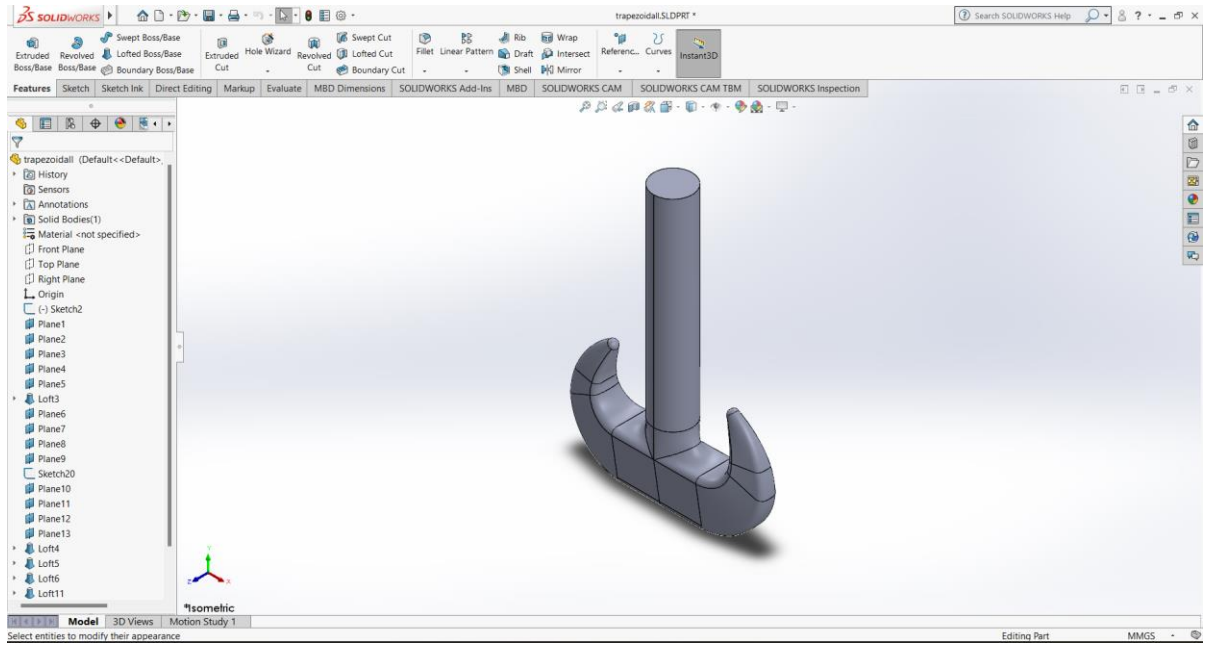 SOLIDWORKS
trapezoidall.SLDPRT *
Search SOLIDWORKS Help
Extruded Boss/Base
Revolved Boss/Base
Swept Boss/Base
Lofted Boss/Base
Boundary Boss/Base
Extruded Cut
Hole Wizard
Revolved Cut
Swept Cut
Lofted Cut
Boundary Cut
Fillet
Linear Pattern
Rib
Draft
Shell
Wrap
Intersect
Mirror
Referenc...
Curves
Instant3D
Features Sketch Sketch Ink Direct Editing Markup Evaluate MBD Dimensions SOLIDWORKS Add-Ins MBD SOLIDWORKS CAM SOLIDWORKS CAM TBM SOLIDWORKS Inspection
trapezoidall (Default<<Default>
History
Sensors
Annotations
Solid Bodies(1)
Material <not specified>
Front Plane
Top Plane
Right Plane
Origin
(-) Sketch2
Plane1
Plane2
Plane3
Plane4
Plane5
Loft3
Plane6
Plane7
Plane8
Plane9
Sketch20
Plane10
Plane11
Plane12
Plane13
Loft4
Loft5
Loft6
Loft11
Y
Z
X
*Isometric
Model 3D Views Motion Study 1
Select entities to modify their appearance
Editing Part
MMGS